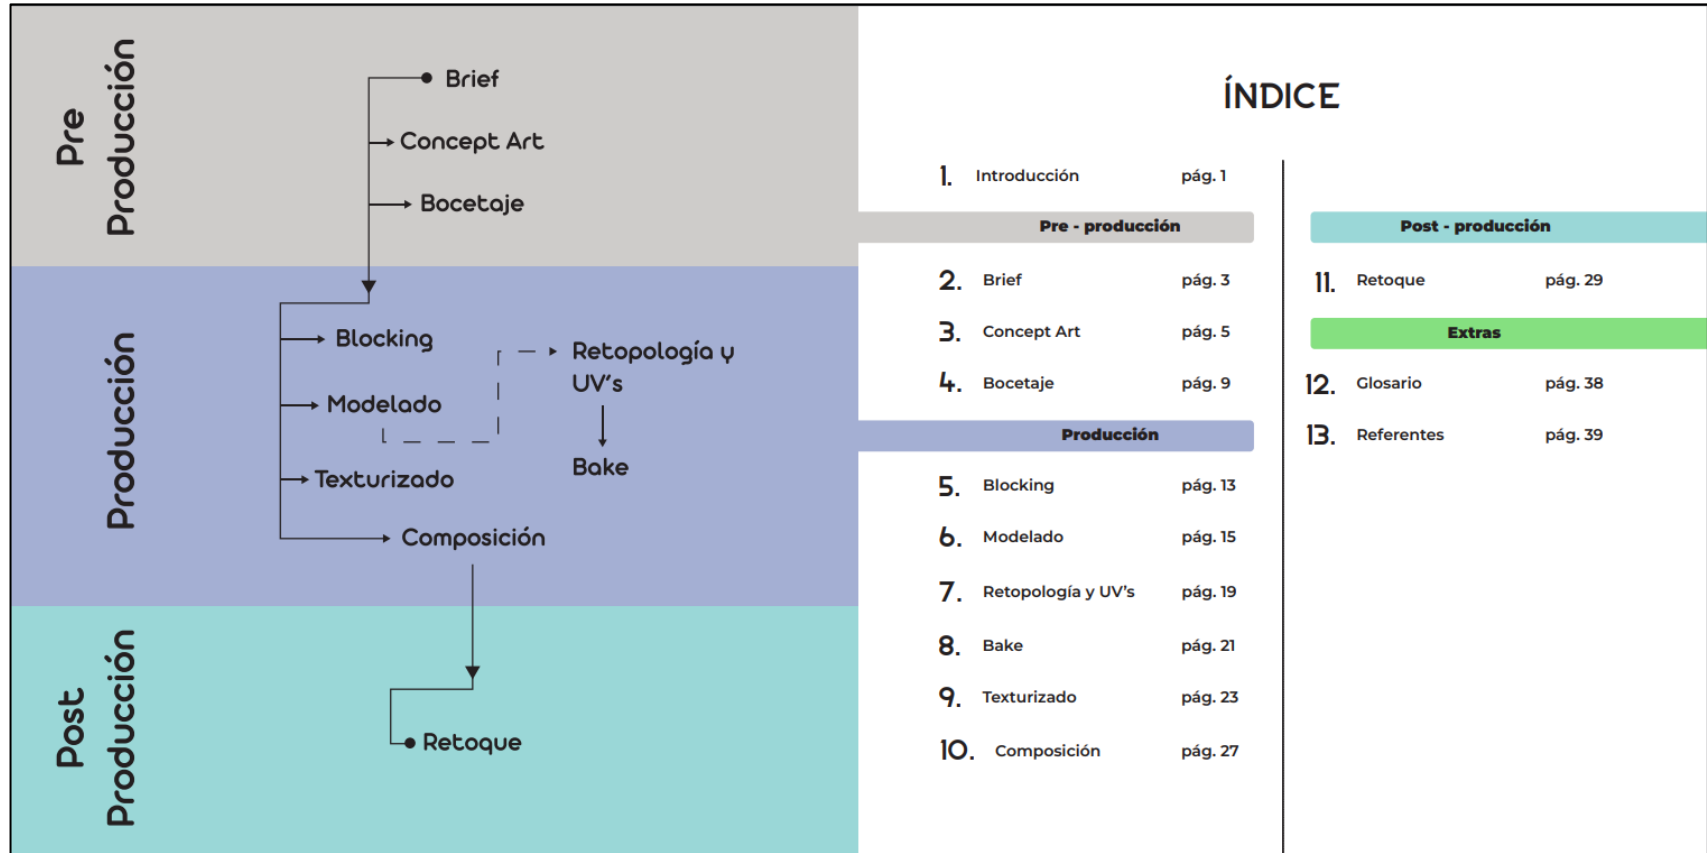 Pre
Producción
Brief
Concept Art
Bocetaje
Producción
Blocking
Modelado
Retopología y
UV's
Bake
Texturizado
Composición
Post
Producción
Retoque
ÍNDICE
1. Introducción pág. 1
Pre - producción
2. Brief pág. 3
3. Concept Art pág. 5
4. Bocetaje pág. 9
Producción
5. Blocking pág. 13
6. Modelado pág. 15
7. Retopología y UV's pág. 19
8. Bake pág. 21
9. Texturizado pág. 23
10. Composición pág. 27
Post - producción
11. Retoque pág. 29
Extras
12. Glosario pág. 38
13. Referentes pág. 39